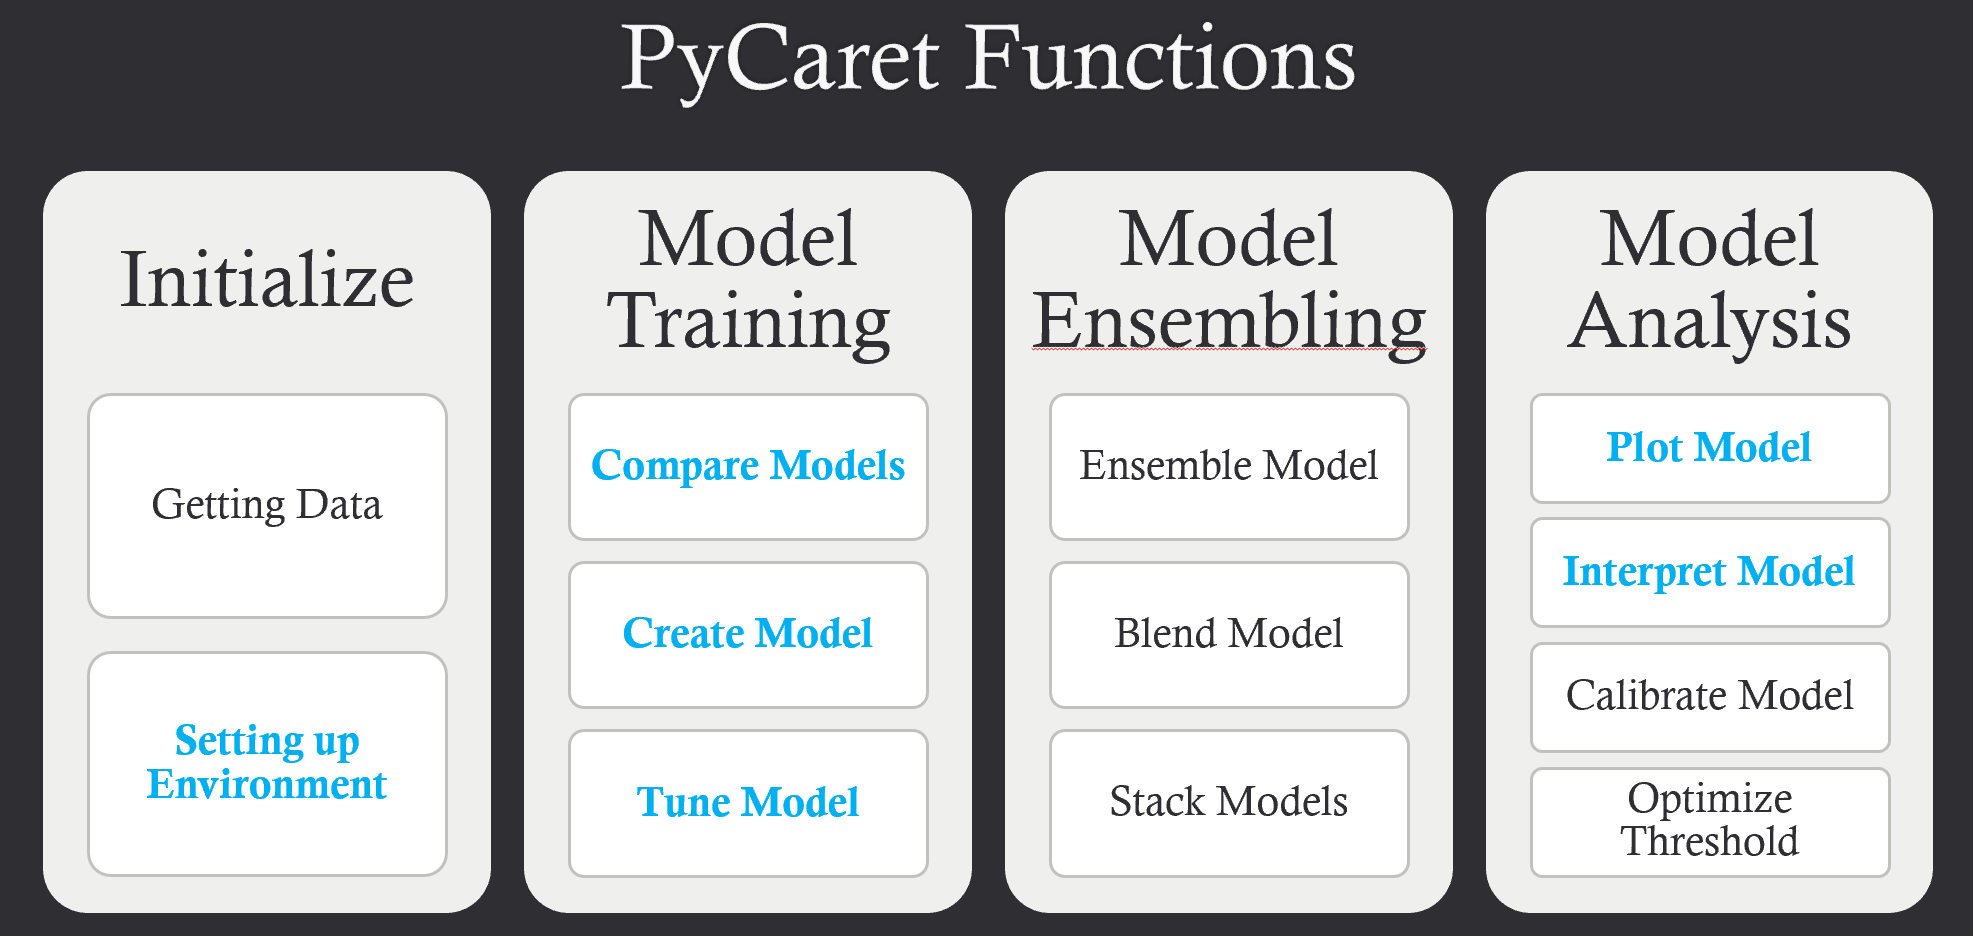 PyCaret Functions
Initialize
Getting Data
Setting up
Environment
Model
Training
Compare Models
Create Model
Tune Model
Model
Ensembling
Ensemble Model
Blend Model
Stack Models
Model
Analysis
Plot Model
Interpret Model
Calibrate Model
Optimize
Threshold